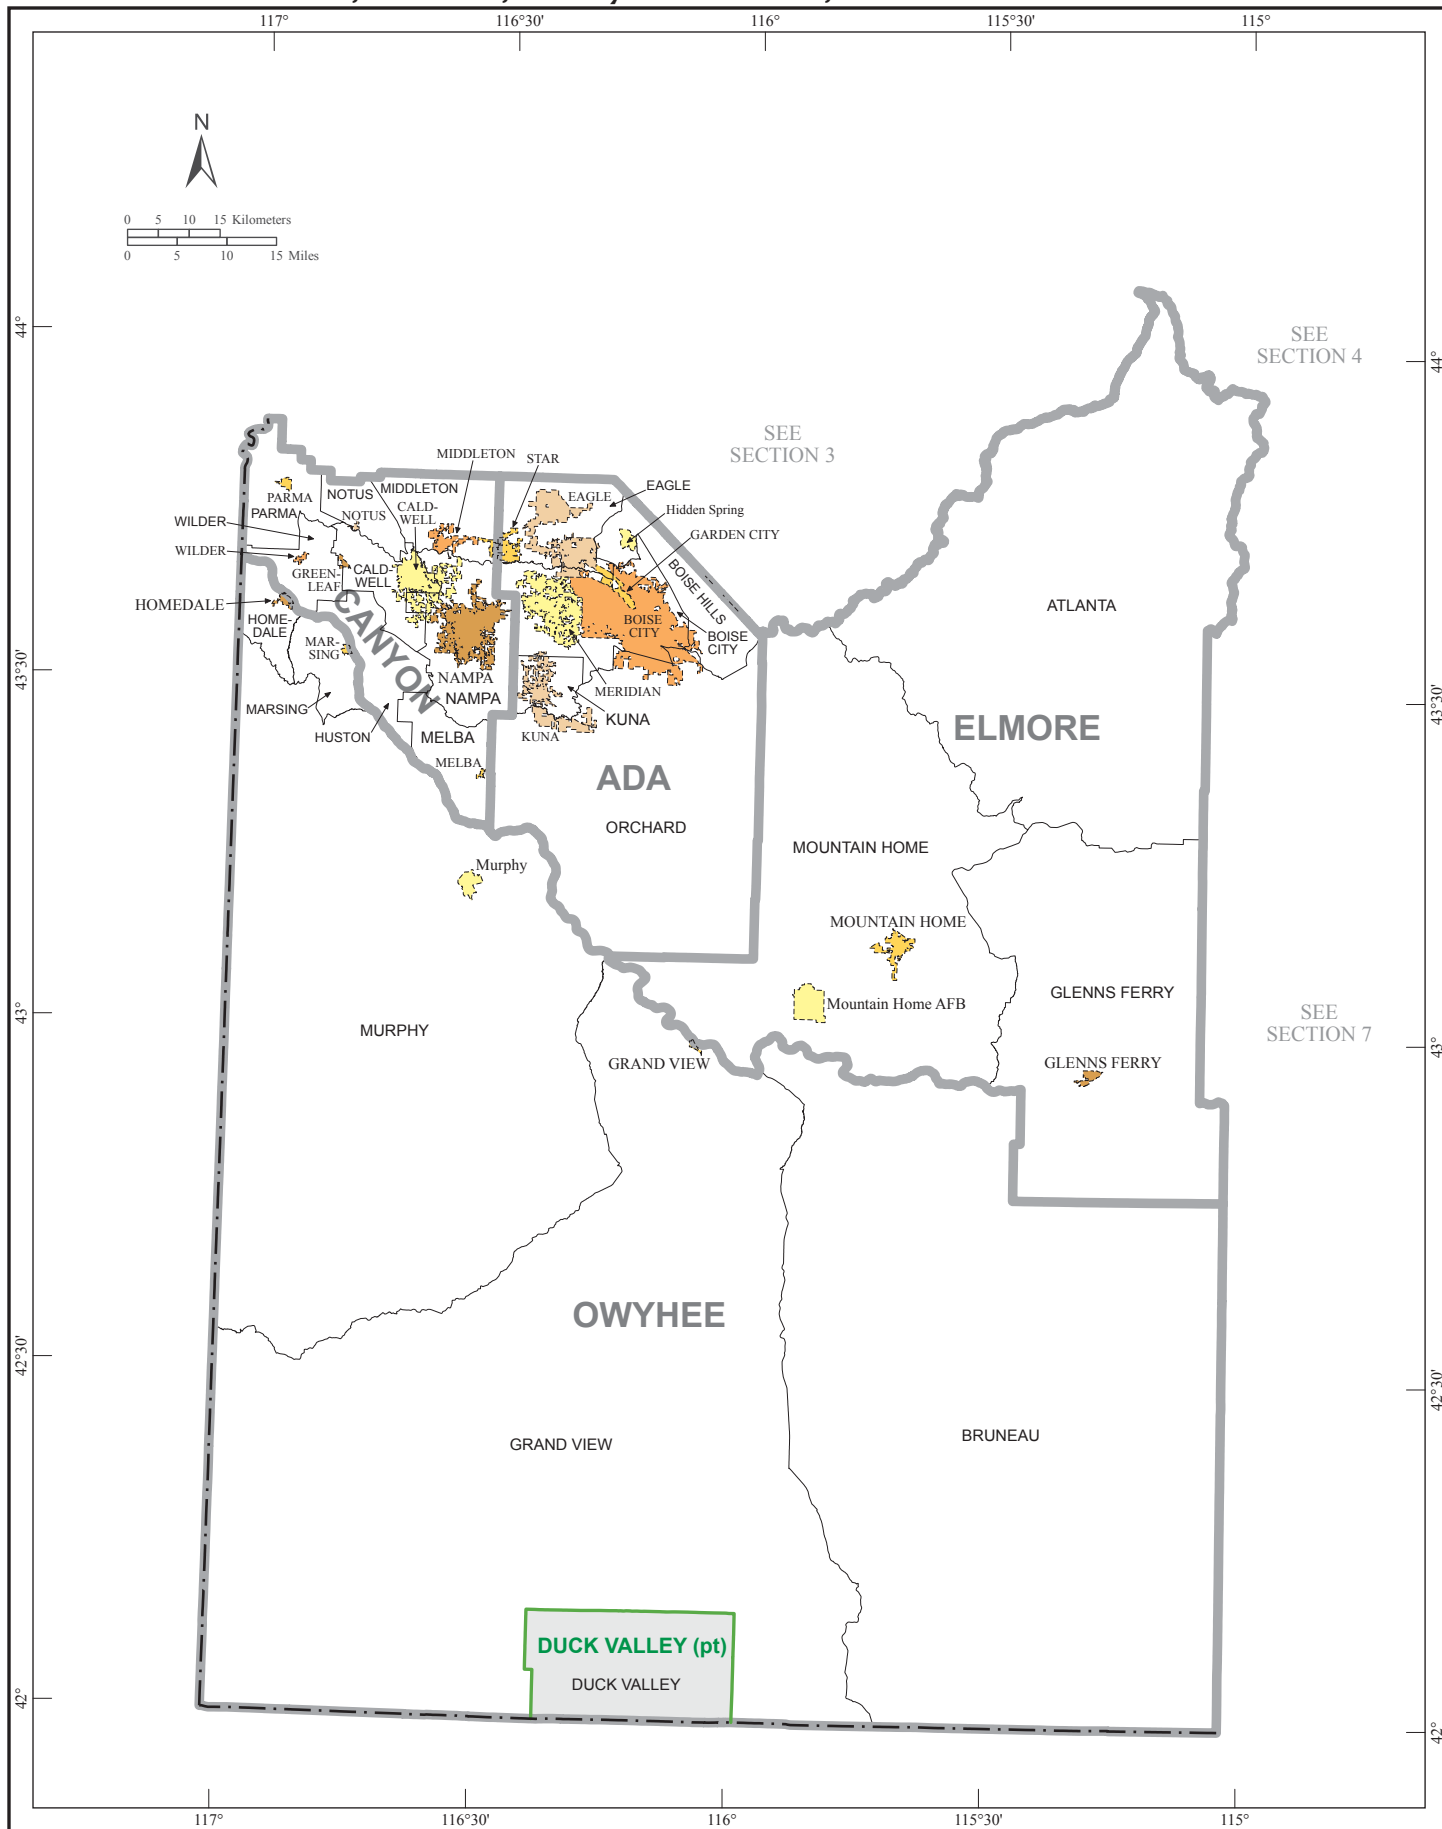 117°
116°30'
116°
115°30'
115°
N
0 5 10 15 Kilometers
0 5 10 15 Miles
44°
44°
SEE
SECTION 4
SEE
SECTION 3
MIDDLETON
STAR
PARMA
PARMA
NOTUS
NOTUS
MIDDLETON
CALD-
WELL
EAGLE
EAGLE
Hidden Spring
GARDEN CITY
WILDER
WILDER
GREEN-
LEAF
CALD-
WELL
BOISE HILLS
HOMEDALE
HOME-
DALE
CANYON
BOISE
CITY
BOISE
CITY
ATLANTA
MAR-
SING
NAMPA
NAMPA
MERIDIAN
43°30'
43°30'
MARSING
HUSTON
MELBA
MELBA
KUNA
KUNA
ELMORE
ADA
ORCHARD
MOUNTAIN HOME
Murphy
MOUNTAIN HOME
Mountain Home AFB
GLENNS FERRY
43°
43°
SEE
SECTION 7
MURPHY
GRAND VIEW
GLENNS FERRY
OWYHEE
42°30'
42°30'
GRAND VIEW
BRUNEAU
DUCK VALLEY (pt)
DUCK VALLEY
42°
42°
117°
116°30'
116°
115°30'
115°